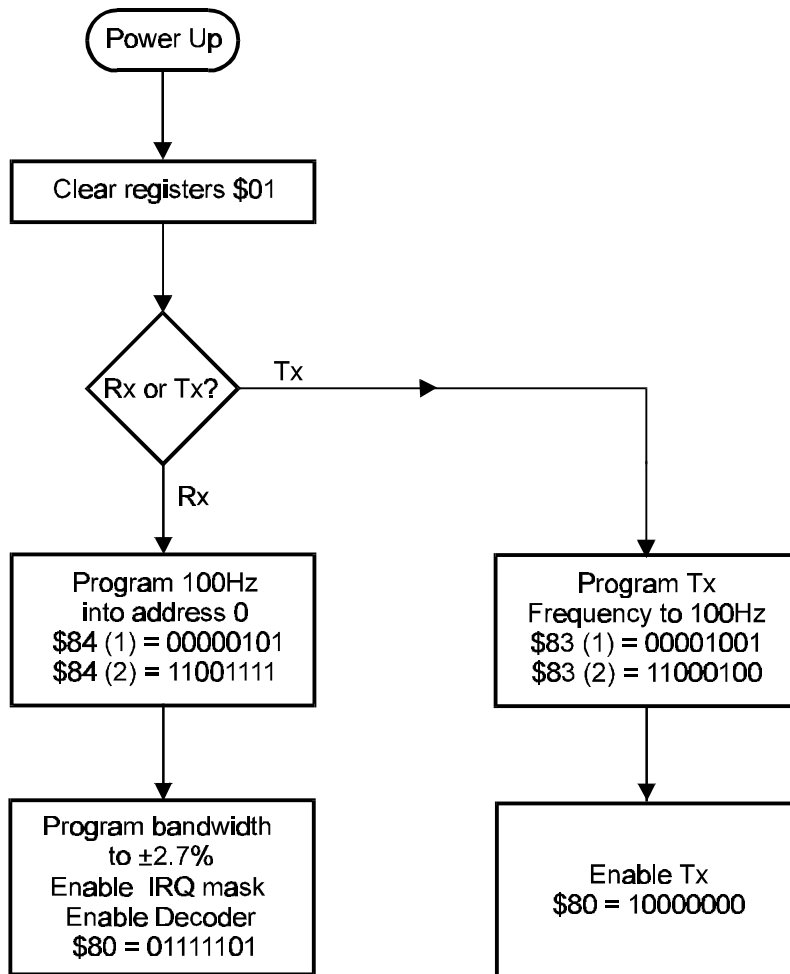 Power Up
Clear registers $01
Rx or Tx?
Tx
Rx
Program 100Hz
into address 0
$84 (1) = 00000101
$84 (2) = 11001111
Program Tx
Frequency to 100Hz
$83 (1) = 00001001
$83 (2) = 11000100
Program bandwidth
to ±2.7%
Enable IRQ mask
Enable Decoder
$80 = 01111101
Enable Tx
$80 = 10000000